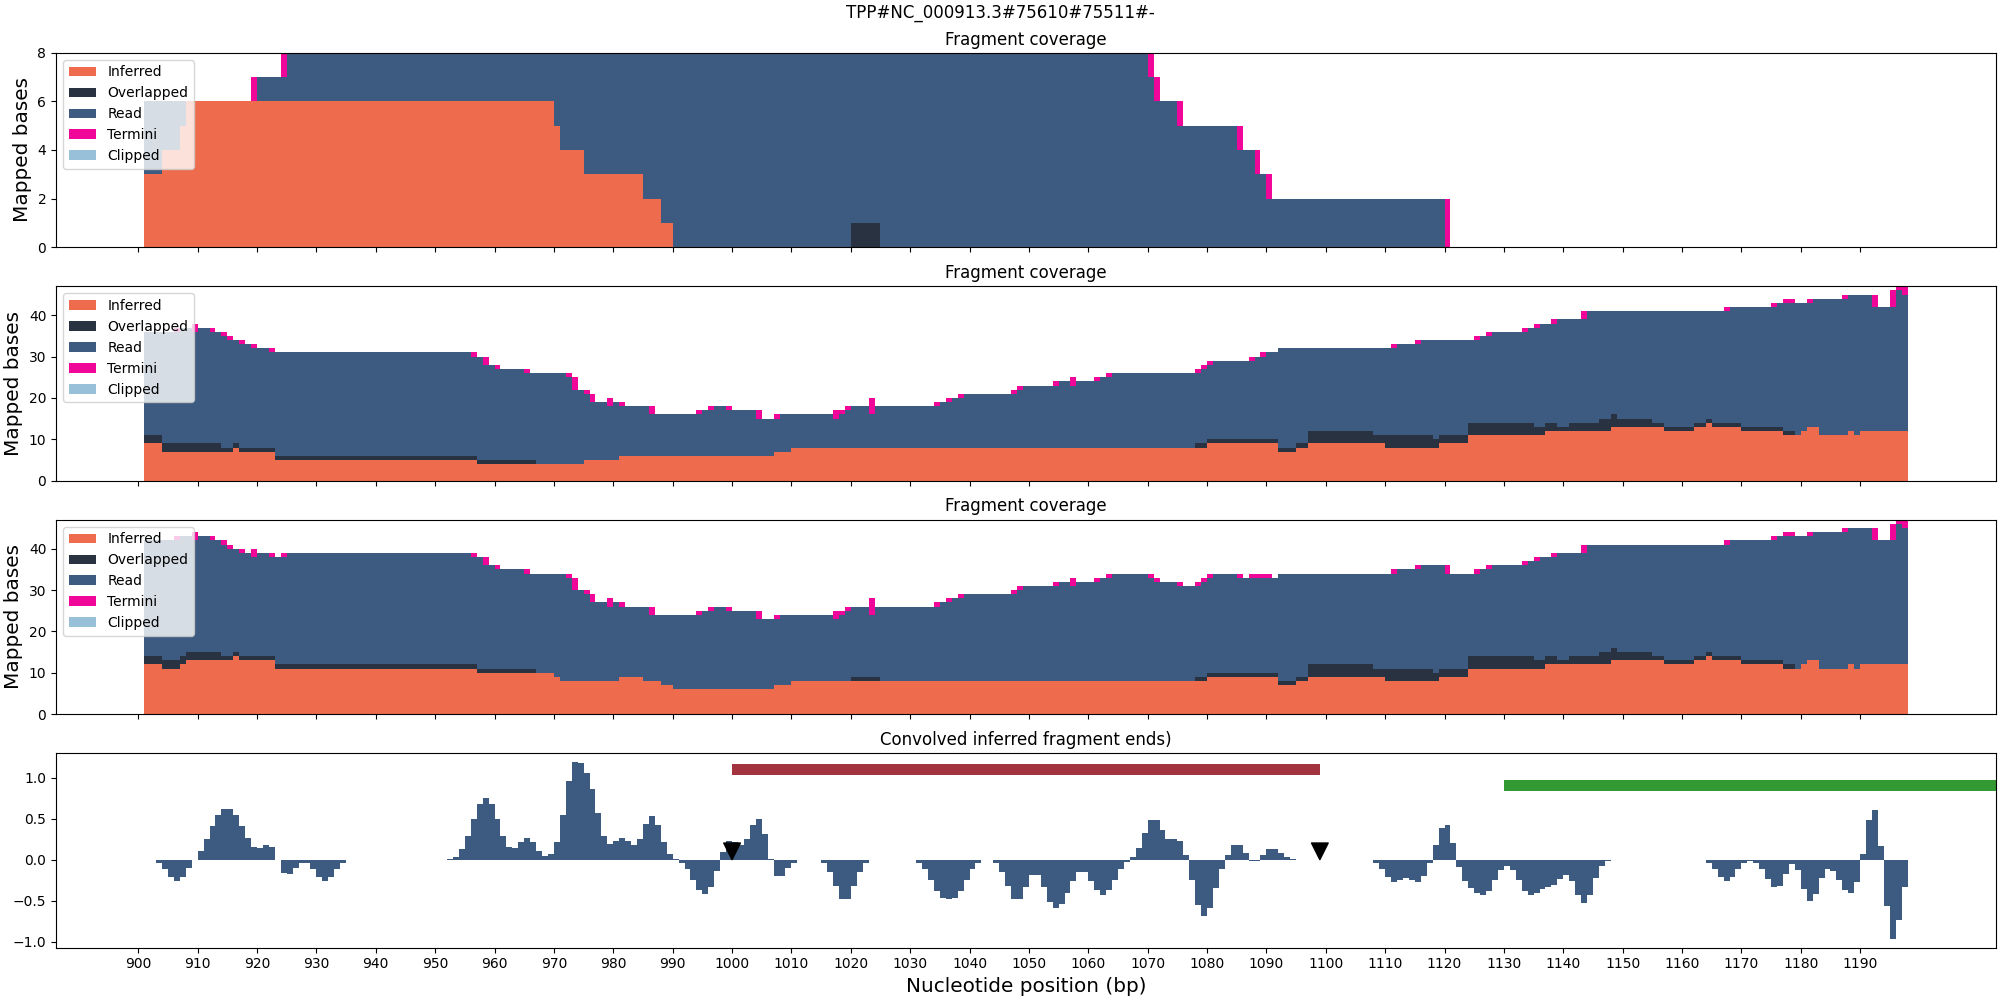 TPP#NC_000913.3#75610#75511#-
Fragment coverage
Mapped bases
8
6
4
2
0
Inferred
Overlapped
Read
Termini
Clipped
Fragment coverage
Mapped bases
40
30
20
10
0
Inferred
Overlapped
Read
Termini
Clipped
Fragment coverage
Mapped bases
40
30
20
10
0
Inferred
Overlapped
Read
Termini
Clipped
Convolved inferred fragment ends)
1.0
0.5
0.0
−0.5
−1.0
900 910 920 930 940 950 960 970 980 990 1000 1010 1020 1030 1040 1050 1060 1070 1080 1090 1100 1110 1120 1130 1140 1150 1160 1170 1180 1190
Nucleotide position (bp)